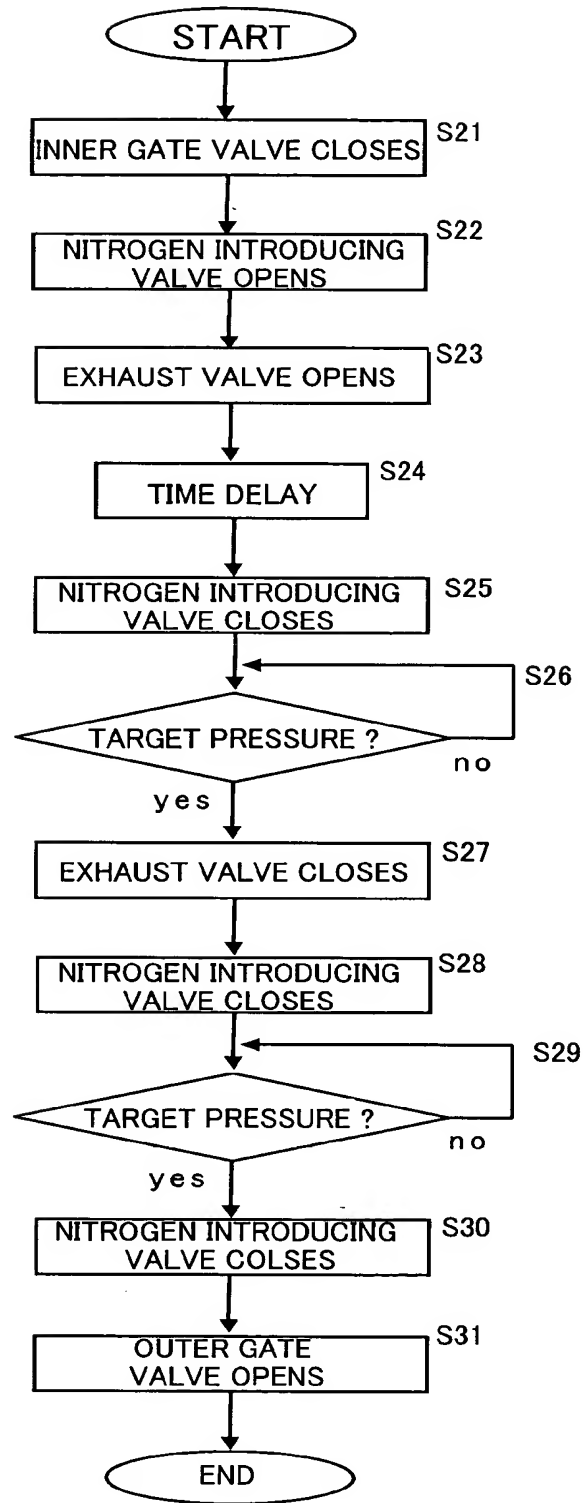 START
INNER GATE VALVE CLOSES
S21
NITROGEN INTRODUCING
VALVE OPENS
S22
EXHAUST VALVE OPENS
S23
TIME DELAY
S24
NITROGEN INTRODUCING
VALVE CLOSES
S25
TARGET PRESSURE ?
S26
no
yes
EXHAUST VALVE CLOSES
S27
NITROGEN INTRODUCING
VALVE CLOSES
S28
TARGET PRESSURE ?
S29
no
yes
NITROGEN INTRODUCING
VALVE COLSES
S30
OUTER GATE
VALVE OPENS
S31
END